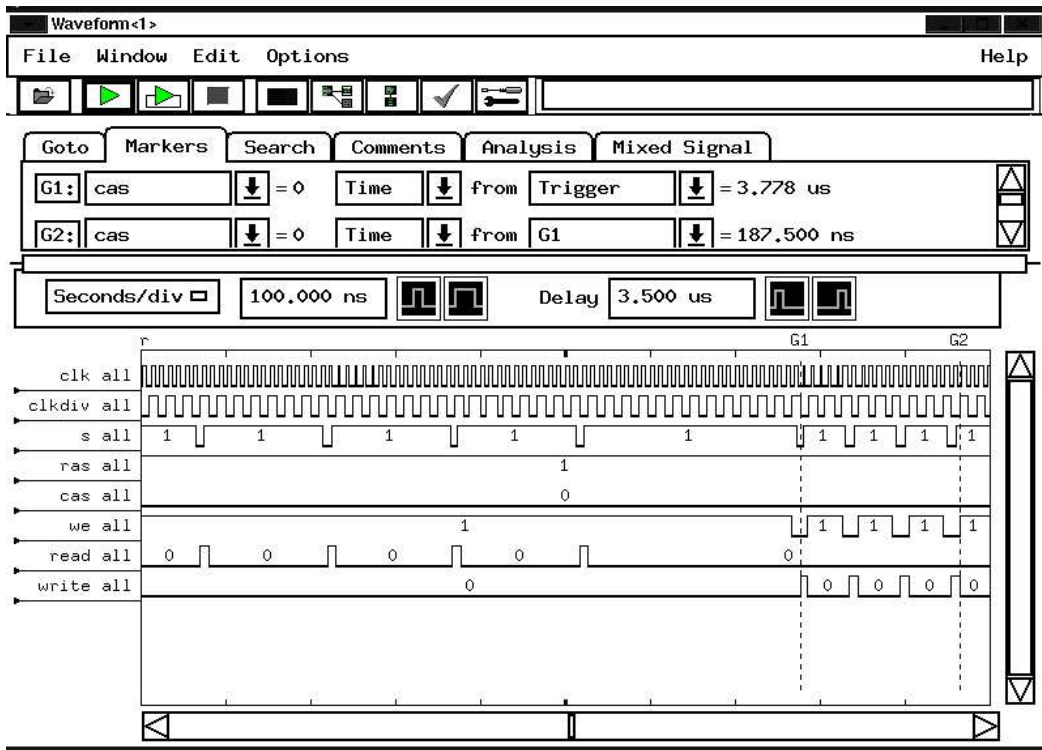 Waveform<1>
File Window Edit Options Help
Goto Markers Search Comments Analysis Mixed Signal
G1: cas = 0 Time from Trigger = 3.778 us
G2: cas = 0 Time from G1 = 187.500 ns
Seconds/div 100.000 ns Delay 3.500 us
r G1 G2
clk all
clkdiv all
s all 1 1 1 1 1 1 1 1 1
ras all 1
cas all 0
we all 1 1 1 1 1
read all 0 0 0 0 0
write all 0 0 0 0 0